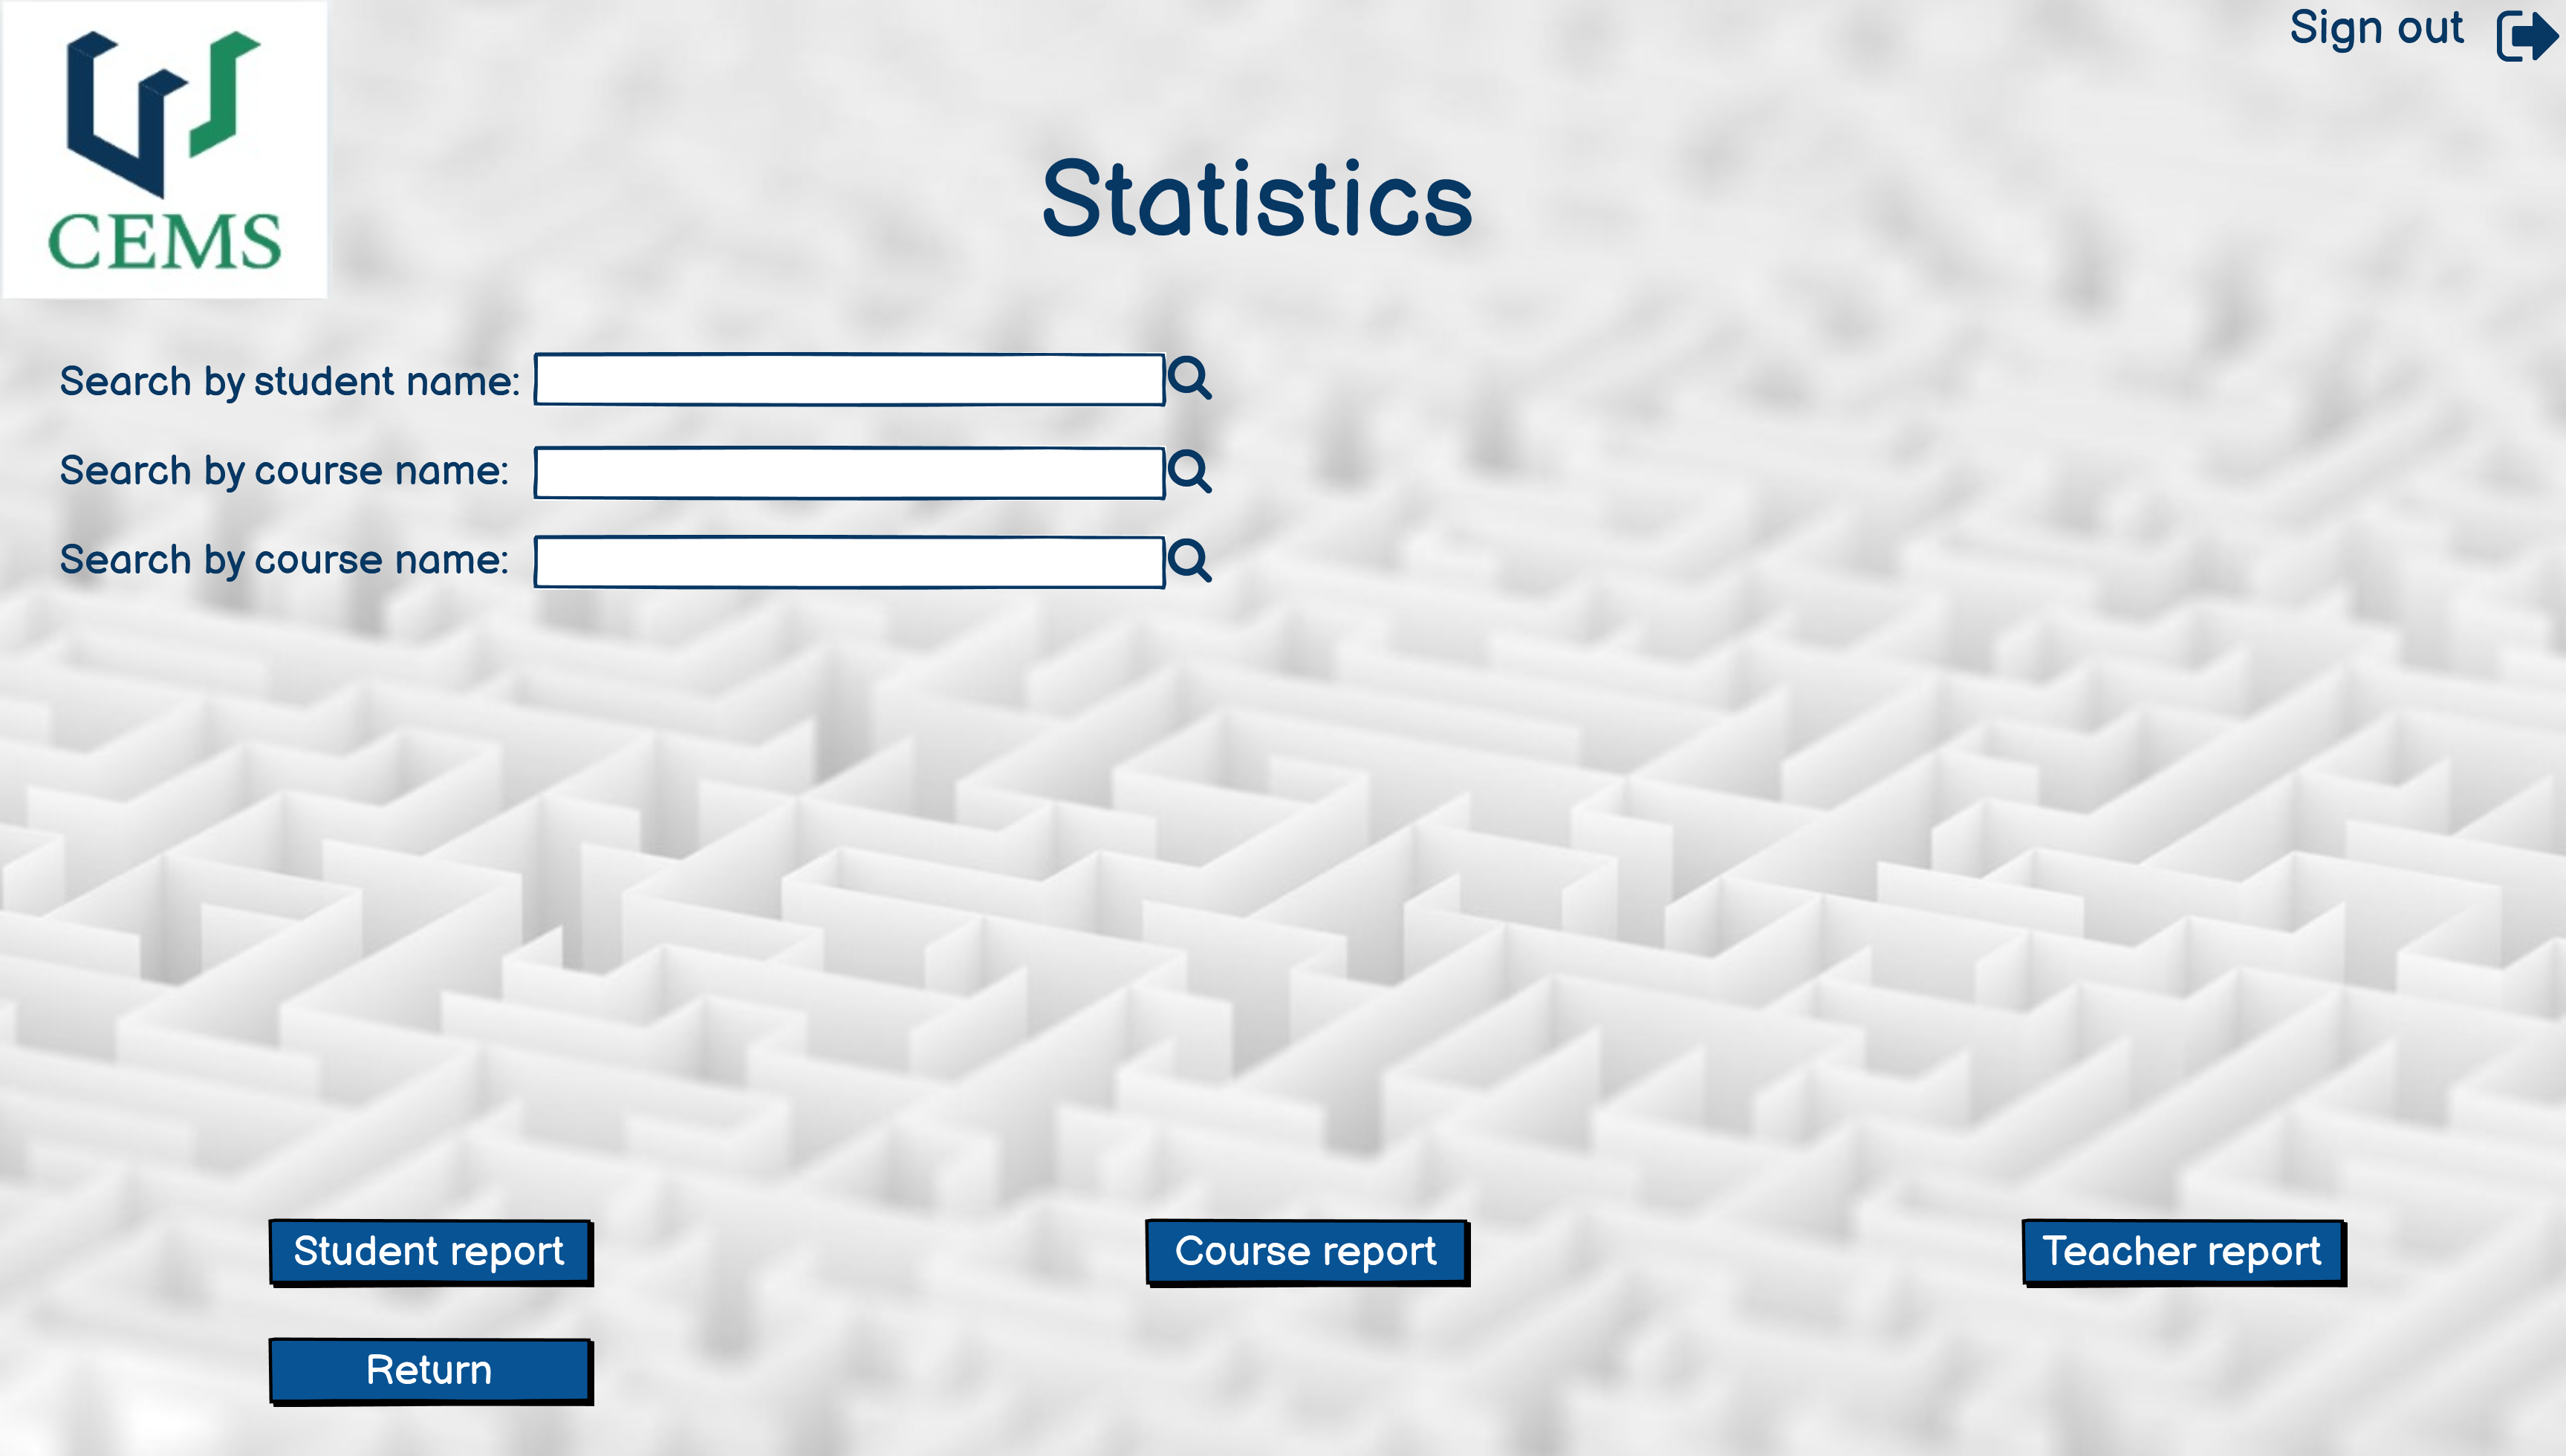 CEMS
Sign out
Statistics
Search by student name:
Search by course name:
Search by course name:
Student report
Course report
Teacher report
Return